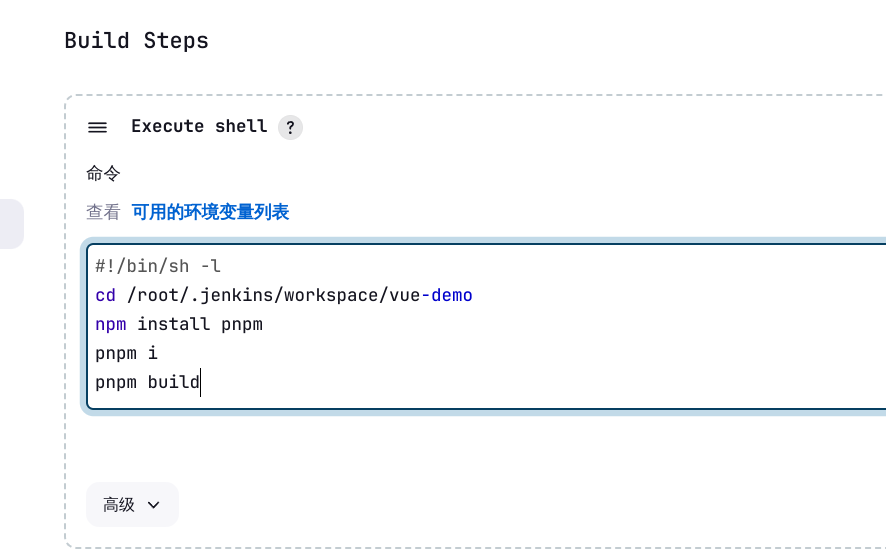 Build Steps
Execute shell ?
命令
查看 可用的环境变量列表
#!/bin/sh -l
cd /root/.jenkins/workspace/vue-demo
npm install pnpm
pnpm i
pnpm build
高级